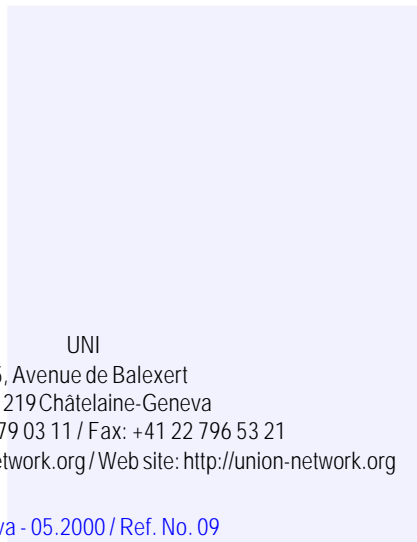 UNI
, Avenue de Balexert
219 Châtelaine-Geneva
79 03 11 / Fax: +41 22 796 53 21
etwork.org / Web site: http://union-network.org
va - 05.2000 / Ref. No. 09